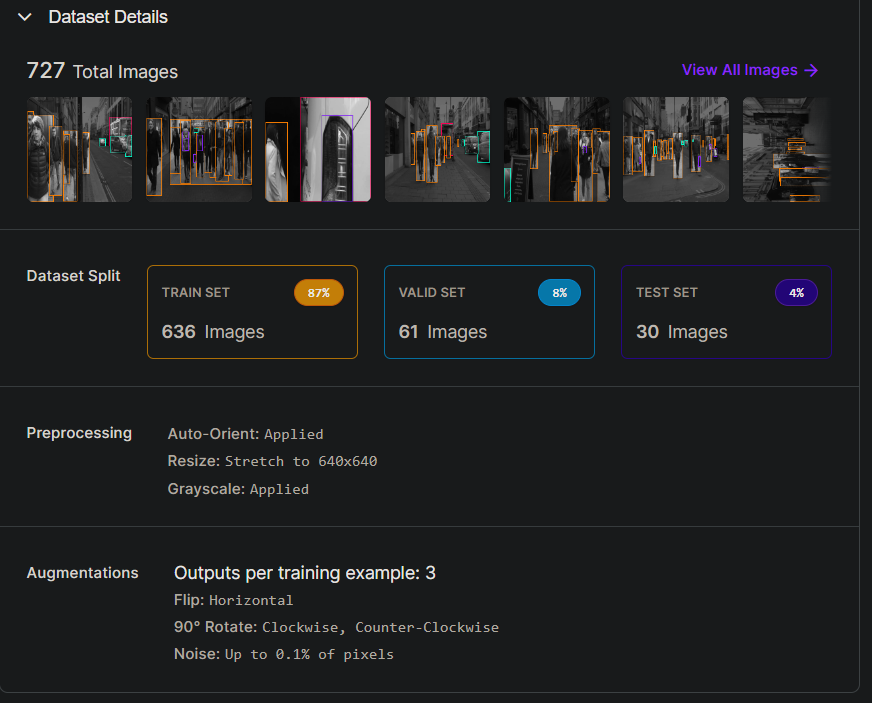 Dataset Details
727 Total Images
View All Images →
Dataset Split
TRAIN SET
87%
636 Images
VALID SET
8%
61 Images
TEST SET
4%
30 Images
Preprocessing
Auto-Orient: Applied
Resize: Stretch to 640x640
Grayscale: Applied
Augmentations
Outputs per training example: 3
Flip: Horizontal
90° Rotate: Clockwise, Counter-Clockwise
Noise: Up to 0.1% of pixels